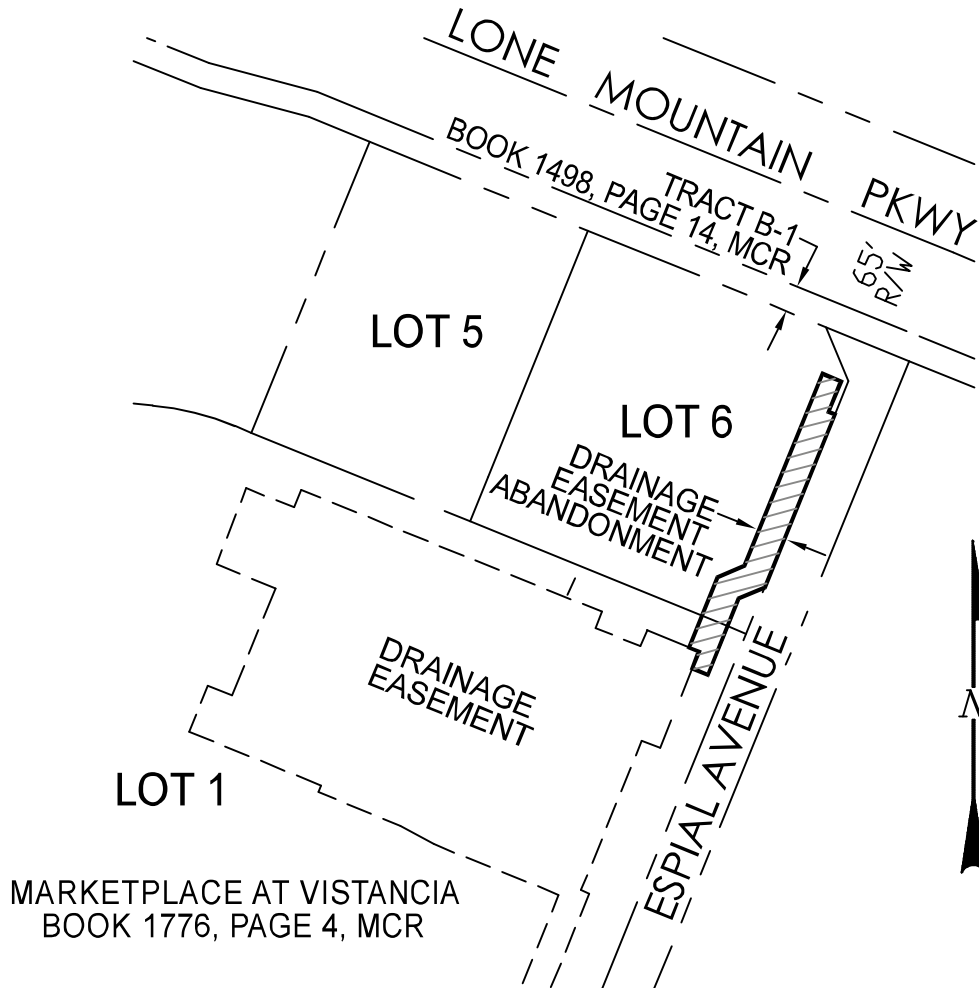 LONE MOUNTAIN PKWY
BOOK 1498, PAGE 14, MCR
TRACT B-1
65'
R/W
LOT 5
LOT 6
DRAINAGE
EASEMENT
ABANDONMENT
DRAINAGE
EASEMENT
ESPIAL AVENUE
N
LOT 1
MARKETPLACE AT VISTANCIA
BOOK 1776, PAGE 4, MCR